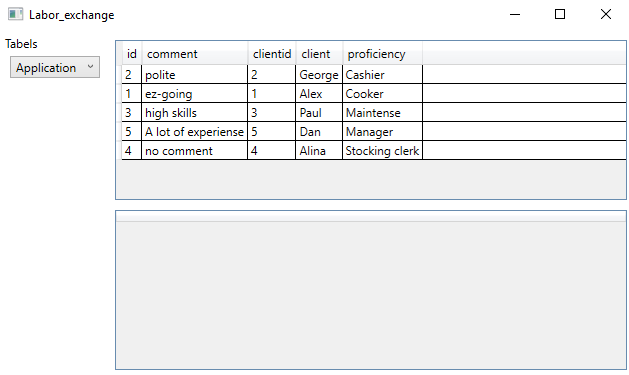 Labor_exchange
Tabels
Application
id comment clientid client proficiency
2 polite 2 George Cashier
1 ez-going 1 Alex Cooker
3 high skills 3 Paul Maintense
5 A lot of experiense 5 Dan Manager
4 no comment 4 Alina Stocking clerk